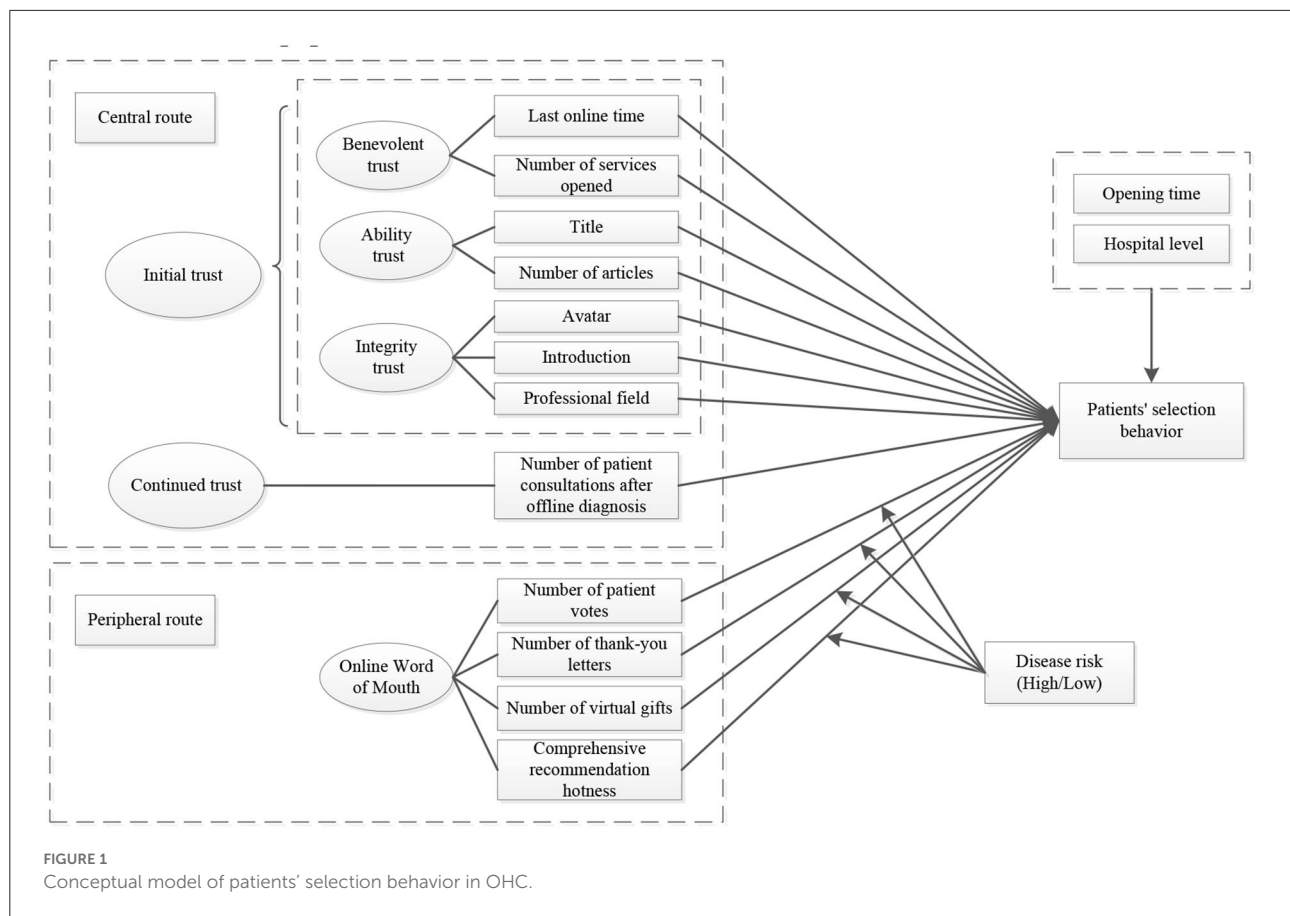 Central route
Initial trust
Benevolent
trust
Last online time
Number of services
opened
Ability
trust
Title
Number of articles
Integrity
trust
Avatar
Introduction
Professional field
Continued trust
Number of patient
consultations after
offline diagnosis
Opening time
Hospital level
Patients' selection
behavior
Peripheral route
Online Word
of Mouth
Number of patient
votes
Number of thank-you
letters
Number of virtual gifts
Comprehensive
recommendation
hotness
Disease risk
(High/Low)
FIGURE 1
Conceptual model of patients' selection behavior in OHC.